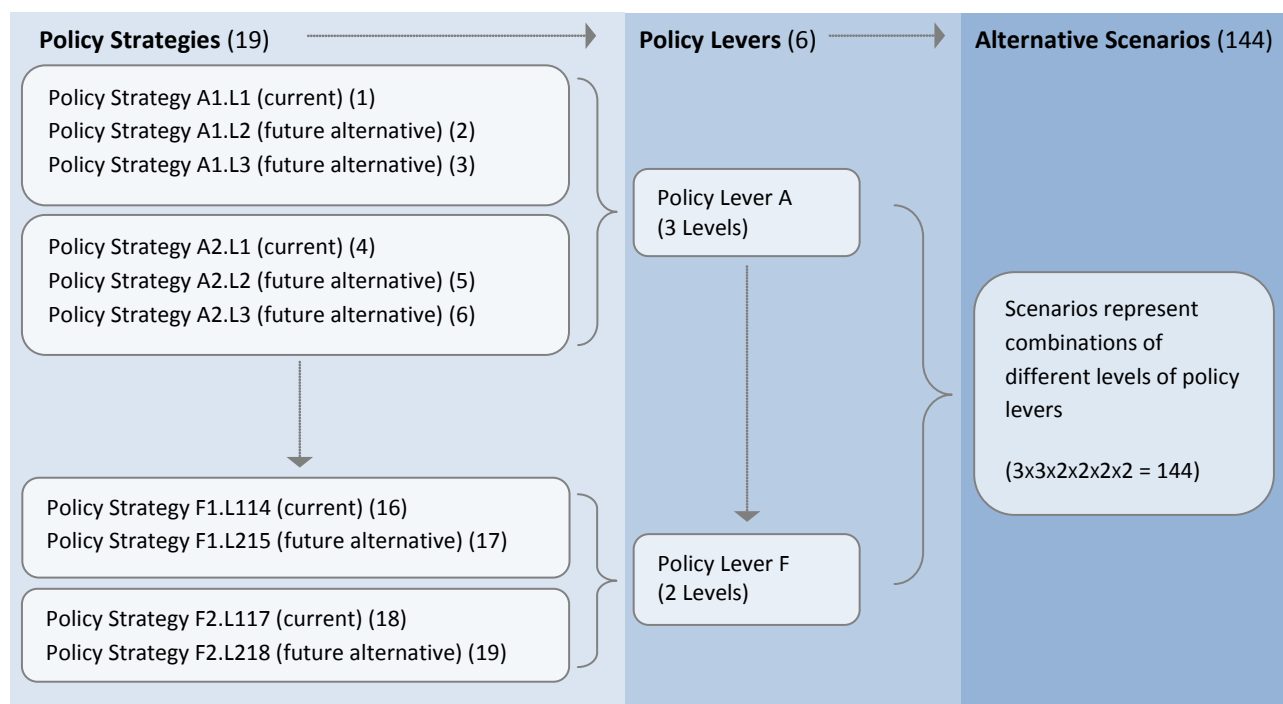 Policy Strategies (19)
Policy Levers (6)
Alternative Scenarios (144)
Policy Strategy A1.L1 (current) (1)
Policy Strategy A1.L2 (future alternative) (2)
Policy Strategy A1.L3 (future alternative) (3)
Policy Strategy A2.L1 (current) (4)
Policy Strategy A2.L2 (future alternative) (5)
Policy Strategy A2.L3 (future alternative) (6)
Policy Strategy F1.L114 (current) (16)
Policy Strategy F1.L215 (future alternative) (17)
Policy Strategy F2.L117 (current) (18)
Policy Strategy F2.L218 (future alternative) (19)
Policy Lever A
(3 Levels)
Policy Lever F
(2 Levels)
Scenarios represent
combinations of
different levels of policy
levers
(3x3x2x2x2x2 = 144)